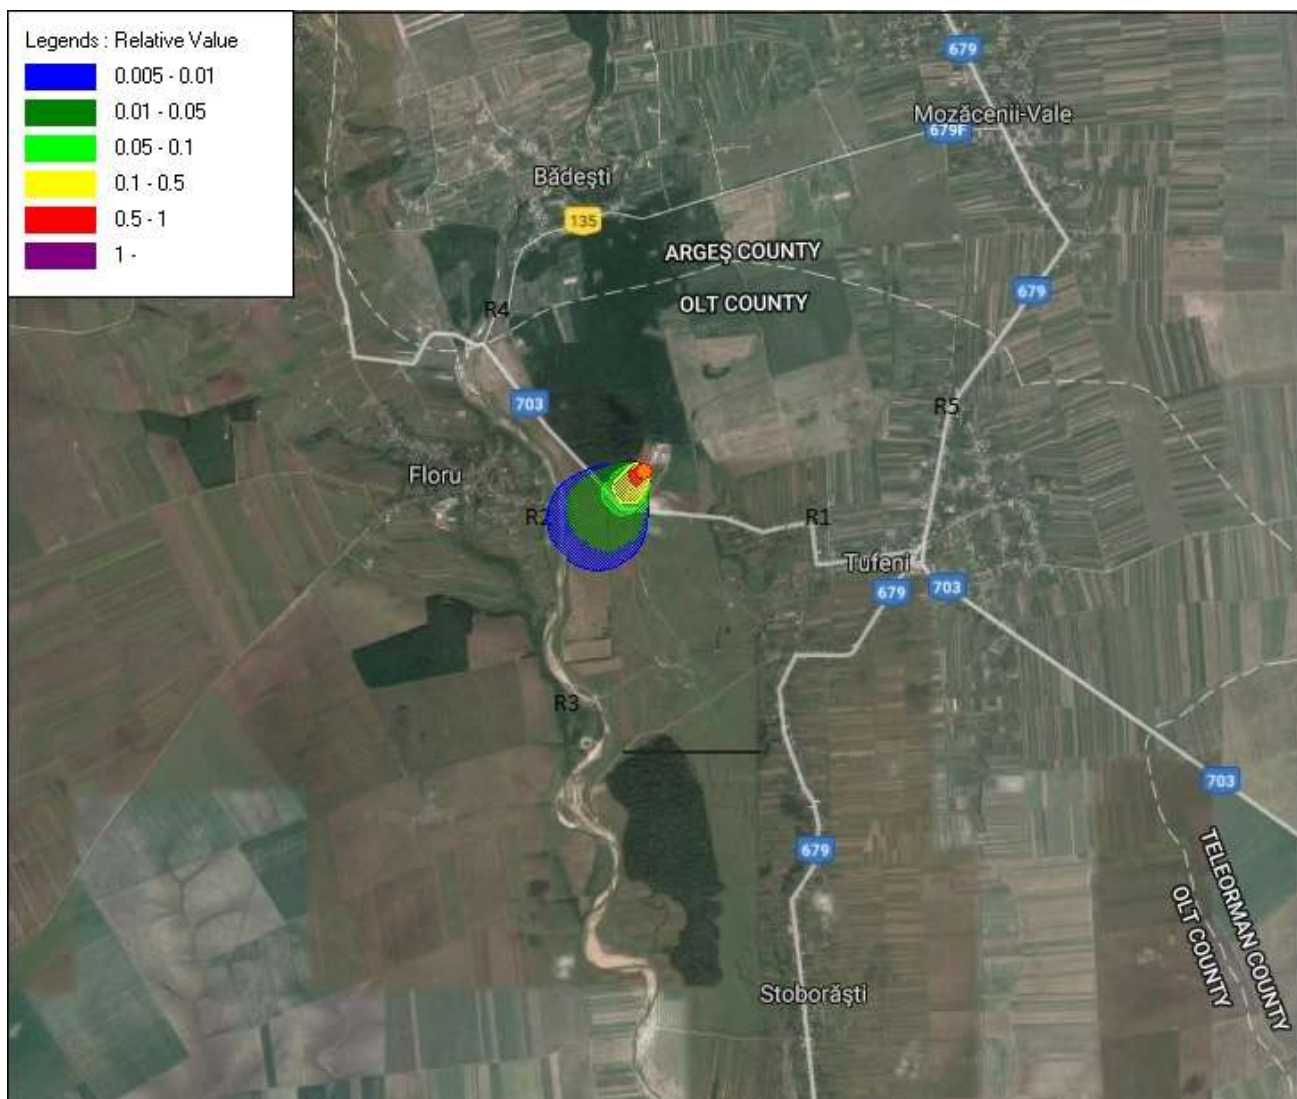 Legends : Relative Value
0.005 - 0.01
0.01 - 0.05
0.05 - 0.1
0.1 - 0.5
0.5 - 1
1 -
679
Mozăcenii-Vale
679F
Bădești
135
ARGEȘ COUNTY
679
OLT COUNTY
R4
703
R5
Floru
R2
R1
Tufeni
679
703
R3
703
679
TELEORMAN COUNTY
OLT COUNTY
Stoborăști